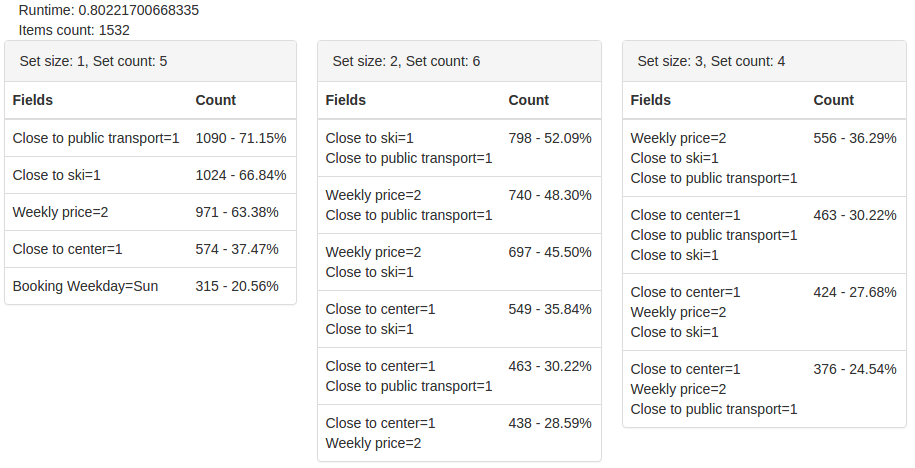 Runtime: 0.80221700668335
Items count: 1532
Set size: 1, Set count: 5
Fields Count
Close to public transport=1 1090 - 71.15%
Close to ski=1 1024 - 66.84%
Weekly price=2 971 - 63.38%
Close to center=1 574 - 37.47%
Booking Weekday=Sun 315 - 20.56%
Set size: 2, Set count: 6
Fields Count
Close to ski=1 798 - 52.09%
Close to public transport=1
Weekly price=2 740 - 48.30%
Close to public transport=1
Weekly price=2 697 - 45.50%
Close to ski=1
Close to center=1 549 - 35.84%
Close to ski=1
Close to center=1 463 - 30.22%
Close to public transport=1
Close to center=1 438 - 28.59%
Weekly price=2
Set size: 3, Set count: 4
Fields Count
Weekly price=2 556 - 36.29%
Close to ski=1
Close to public transport=1
Close to center=1 463 - 30.22%
Close to public transport=1
Close to ski=1
Close to center=1 424 - 27.68%
Weekly price=2
Close to ski=1
Close to center=1 376 - 24.54%
Weekly price=2
Close to public transport=1